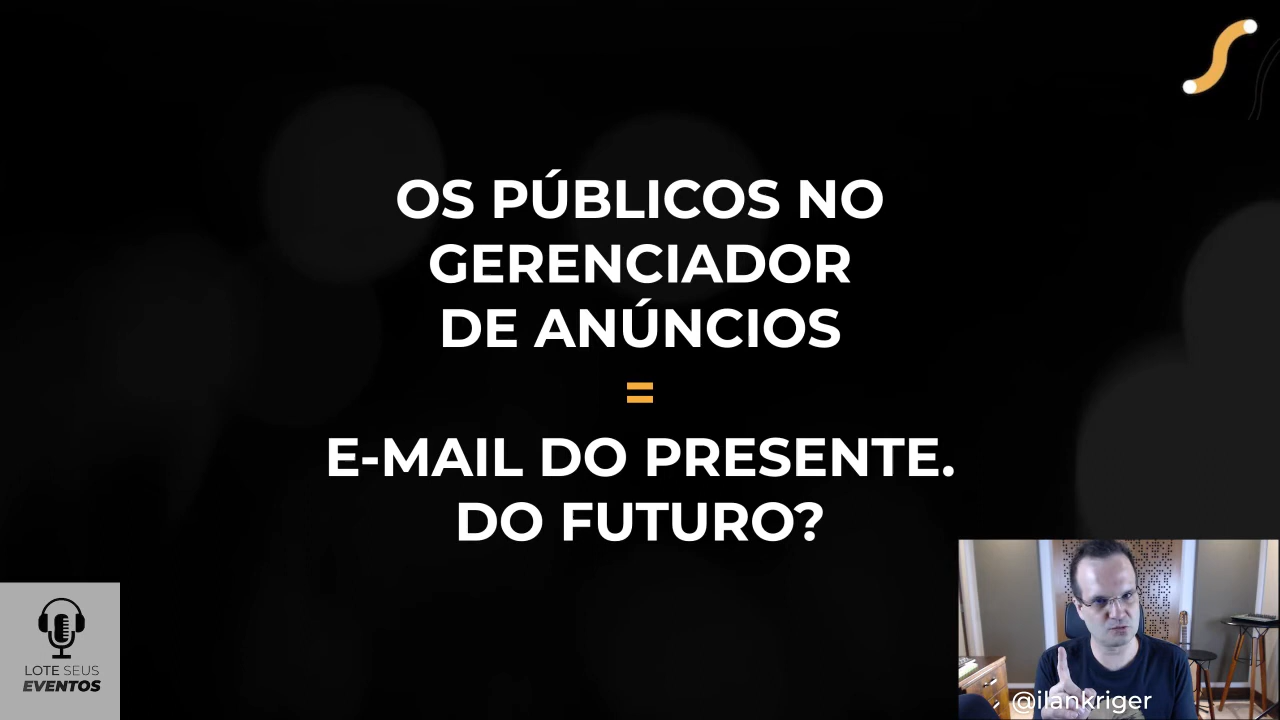 OS PÚBLICOS NO
GERENCIADOR
DE ANÚNCIOS
=
E-MAIL DO PRESENTE.
DO FUTURO?
LOTE SEUS
EVENTOS
@ilankriger